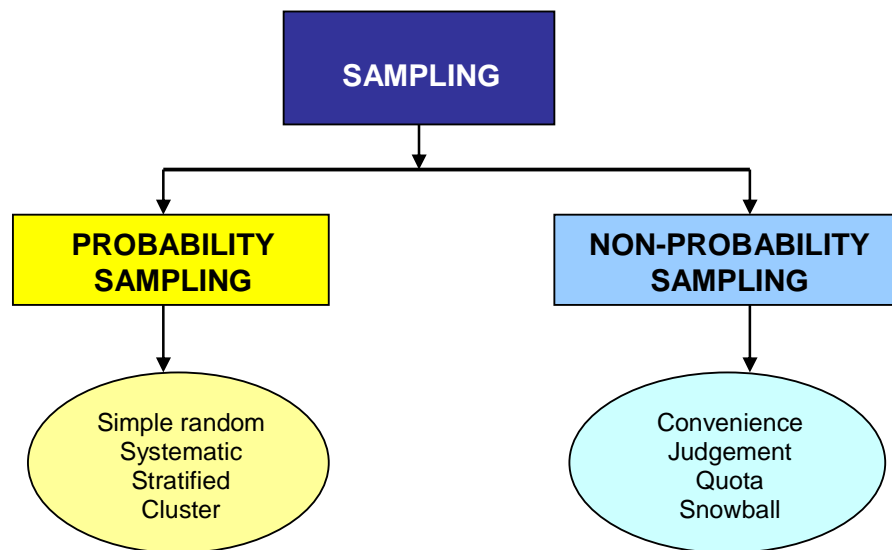 SAMPLING
PROBABILITY
SAMPLING
NON-PROBABILITY
SAMPLING
Simple random
Systematic
Stratified
Cluster
Convenience
Judgement
Quota
Snowball